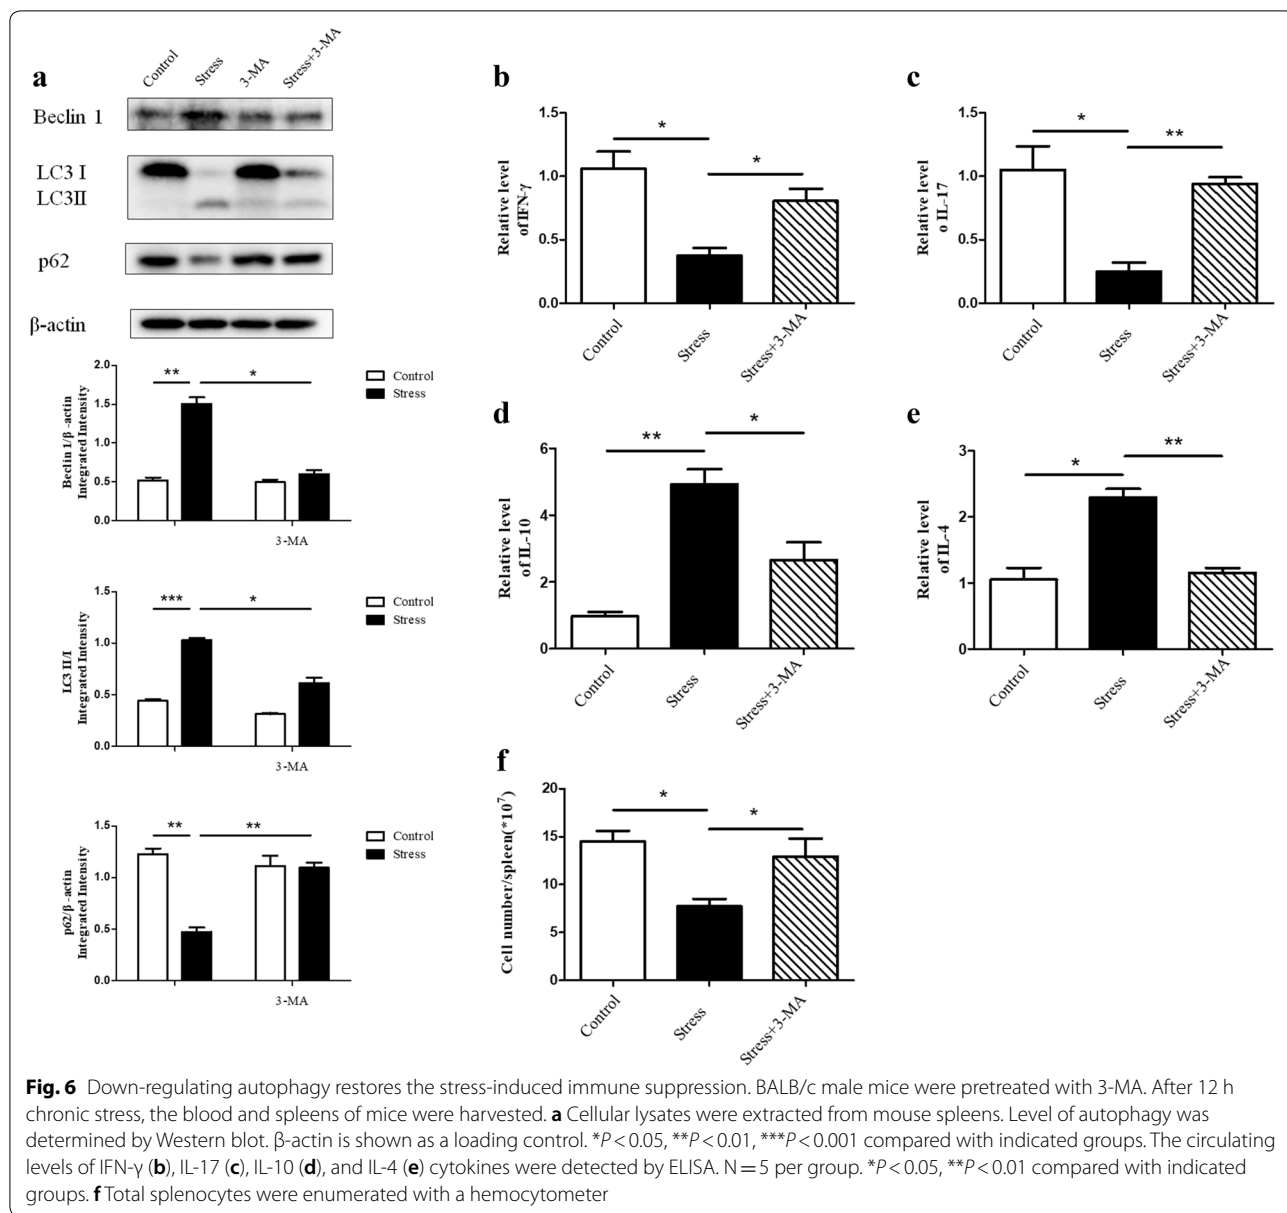 a
Control
Stress
3-MA
Stress+3-MA
Beclin 1
LC3 I
LC3II
p62
β-actin
2.0
1.5
1.0
0.5
0.0
Beclin 1/β-actin
Integrated Intensity
**
*
Control
Stress
3-MA
1.5
1.0
0.5
0.0
LC3 II/I
Integrated Intensity
***
*
Control
Stress
3-MA
1.5
1.0
0.5
0.0
p62/β-actin
Integrated Intensity
**
**
Control
Stress
3-MA
b
1.5
1.0
0.5
0.0
Relative level
of IFN-γ
*
*
Control
Stress
Stress+3-MA
c
1.5
1.0
0.5
0.0
Relative level
o IL-17
*
**
Control
Stress
Stress+3-MA
d
6
4
2
0
Relative level
of IL-10
**
*
Control
Stress
Stress+3-MA
e
3
2
1
0
Relative level
of IL-4
*
**
Control
Stress
Stress+3-MA
f
20
15
10
5
0
Cell number/spleen(*10⁷)
*
*
Control
Stress
Stress+3-MA
Fig. 6 Down-regulating autophagy restores the stress-induced immune suppression. BALB/c male mice were pretreated with 3-MA. After 12 h
chronic stress, the blood and spleens of mice were harvested. a Cellular lysates were extracted from mouse spleens. Level of autophagy was
determined by Western blot. β-actin is shown as a loading control. *P < 0.05, **P < 0.01, ***P < 0.001 compared with indicated groups. The circulating
levels of IFN-γ (b), IL-17 (c), IL-10 (d), and IL-4 (e) cytokines were detected by ELISA. N = 5 per group. *P < 0.05, **P < 0.01 compared with indicated
groups. f Total splenocytes were enumerated with a hemocytometer